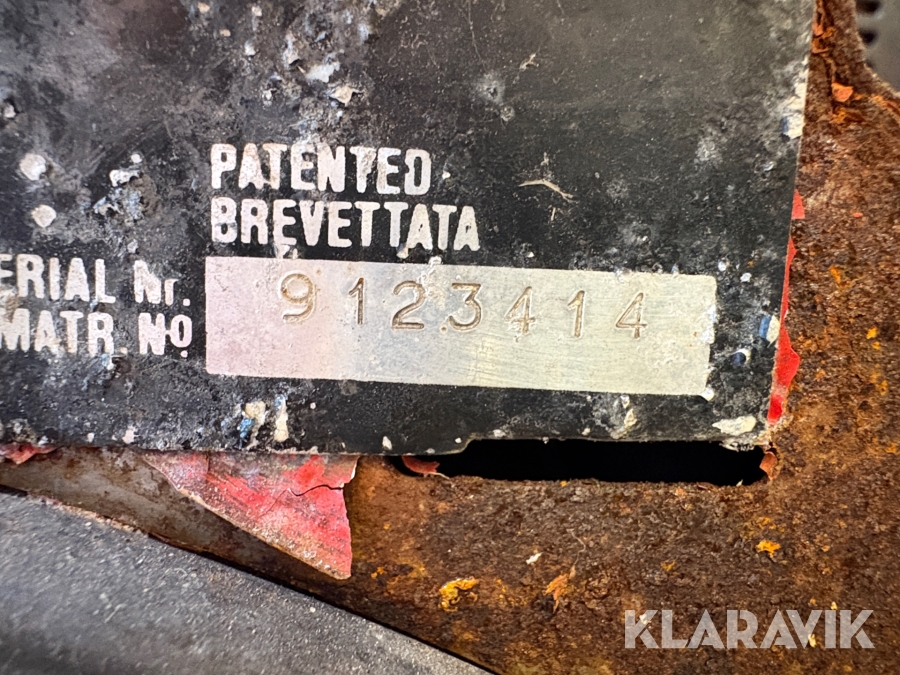 PATENTED
BREVETTATA
ERIAL Nr. 9123414
MATR. Nº
KLARAVIK